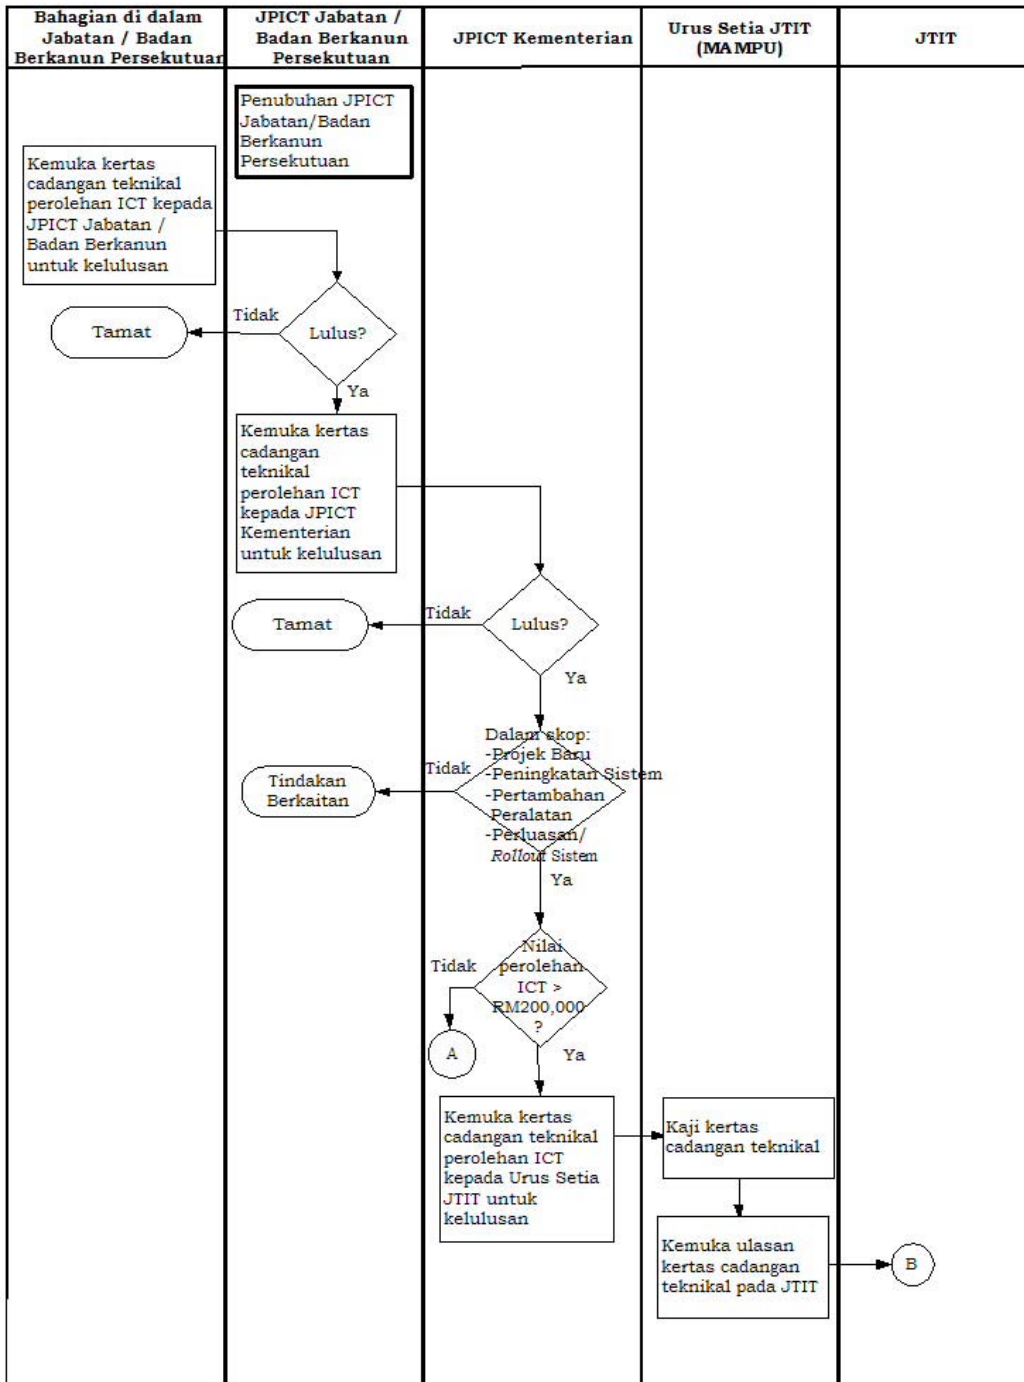 Bahagian di dalam
Jabatan / Badan
Berkanun Persekutuan
JPICT Jabatan /
Badan Berkanun
Persekutuan
JPICT Kementerian
Urus Setia JTIT
(MAMPU)
JTIT
Penubuhan JPICT
Jabatan/Badan
Berkanun
Persekutuan
Kemuka kertas
cadangan teknikal
perolehan ICT kepada
JPICT Jabatan /
Badan Berkanun
untuk kelulusan
Tidak
Tamat
Lulus?
Ya
Kemuka kertas
cadangan
teknikal
perolehan ICT
kepada JPICT
Kementerian
untuk kelulusan
Tidak
Tamat
Lulus?
Ya
Dalam skop:
-Projek Baru
-Peningkatan Sistem
-Pertambahan
Peralatan
-Perluasan/
Rollout Sistem
Tidak
Tindakan
Berkaitan
Ya
Nilai
perolehan
ICT >
RM200,000
?
Tidak
A
Ya
Kemuka kertas
cadangan teknikal
perolehan ICT
kepada Urus Setia
JTIT untuk
kelulusan
Kaji kertas
cadangan teknikal
Kemuka ulasan
kertas cadangan
teknikal pada JTIT
B